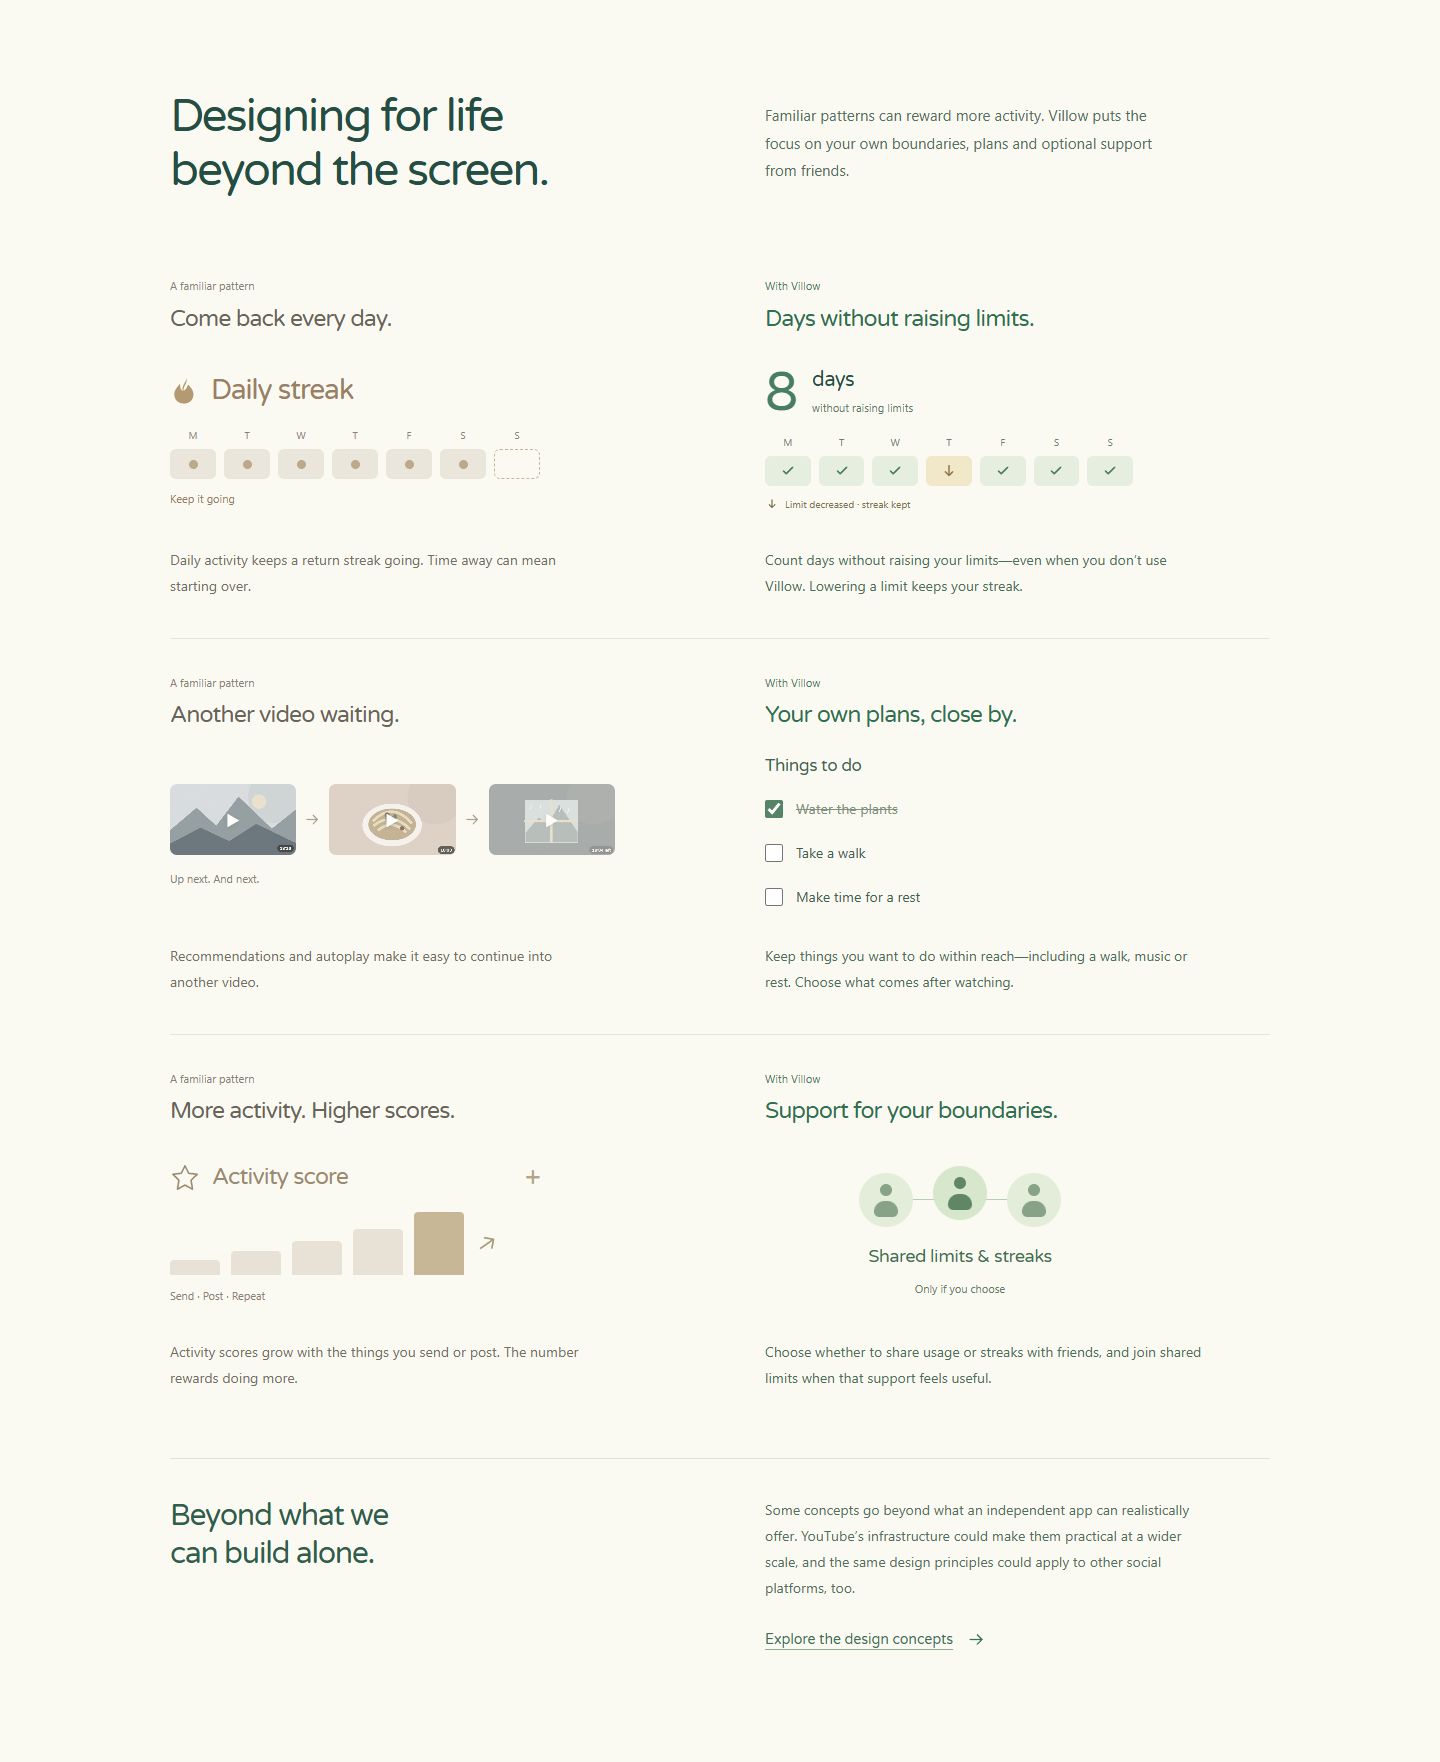 Designing for life
beyond the screen.
Familiar patterns can reward more activity. Villow puts the
focus on your own boundaries, plans and optional support
from friends.
A familiar pattern
Come back every day.
Daily streak
M T W T F S S
Keep it going
Daily activity keeps a return streak going. Time away can mean
starting over.
With Villow
Days without raising limits.
8 days
without raising limits
M T W T F S S
Limit decreased · streak kept
Count days without raising your limits—even when you don't use
Villow. Lowering a limit keeps your streak.
A familiar pattern
Another video waiting.
Up next. And next.
Recommendations and autoplay make it easy to continue into
another video.
With Villow
Your own plans, close by.
Things to do
Water the plants
Take a walk
Make time for a rest
Keep things you want to do within reach—including a walk, music or
rest. Choose what comes after watching.
A familiar pattern
More activity. Higher scores.
Activity score +
Send · Post · Repeat
Activity scores grow with the things you send or post. The number
rewards doing more.
With Villow
Support for your boundaries.
Shared limits & streaks
Only if you choose
Choose whether to share usage or streaks with friends, and join shared
limits when that support feels useful.
Beyond what we
can build alone.
Some concepts go beyond what an independent app can realistically
offer. YouTube's infrastructure could make them practical at a wider
scale, and the same design principles could apply to other social
platforms, too.
Explore the design concepts →